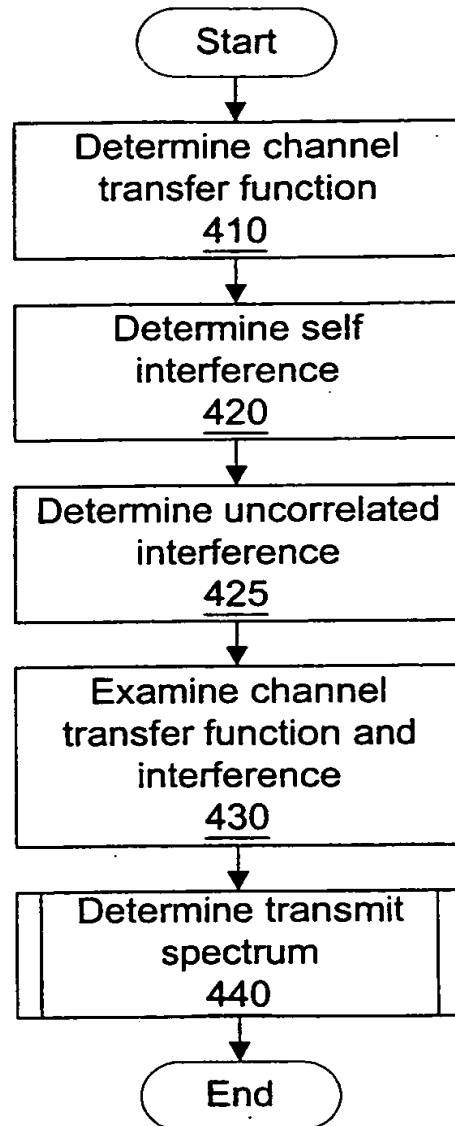 Start
Determine channel
transfer function
410
Determine self
interference
420
Determine uncorrelated
interference
425
Examine channel
transfer function and
interference
430
Determine transmit
spectrum
440
End